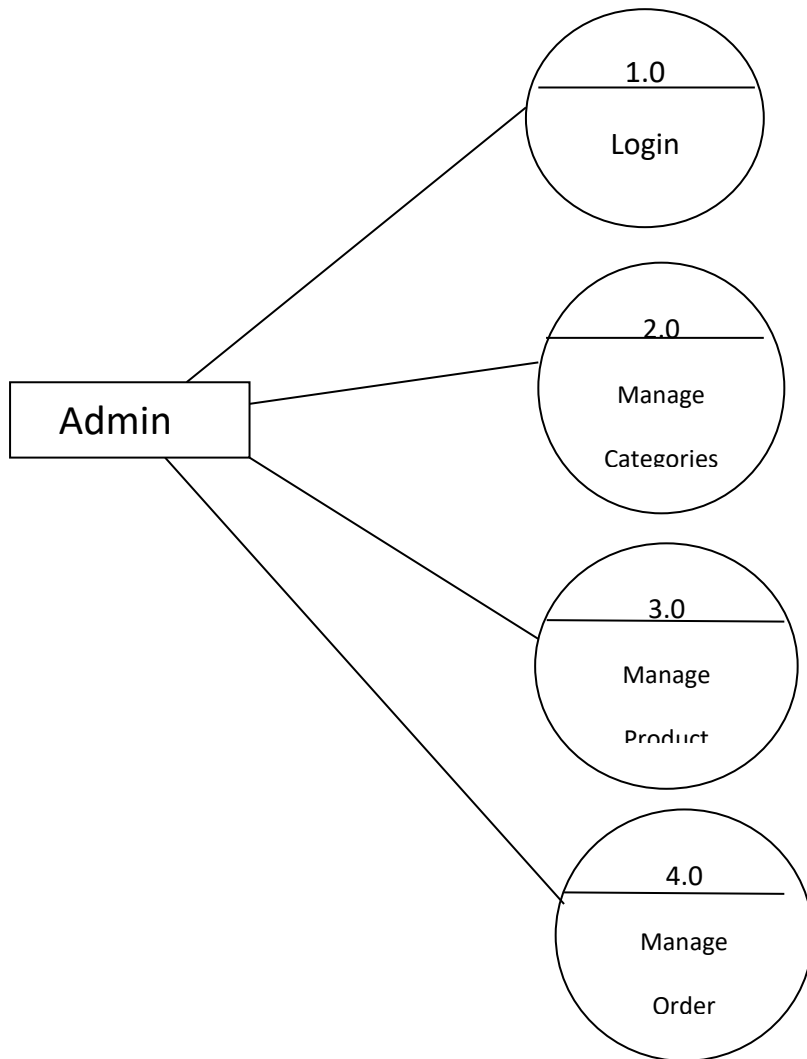 1.0
Login
2.0
Manage
Categories
Admin
3.0
Manage
Product
4.0
Manage
Order